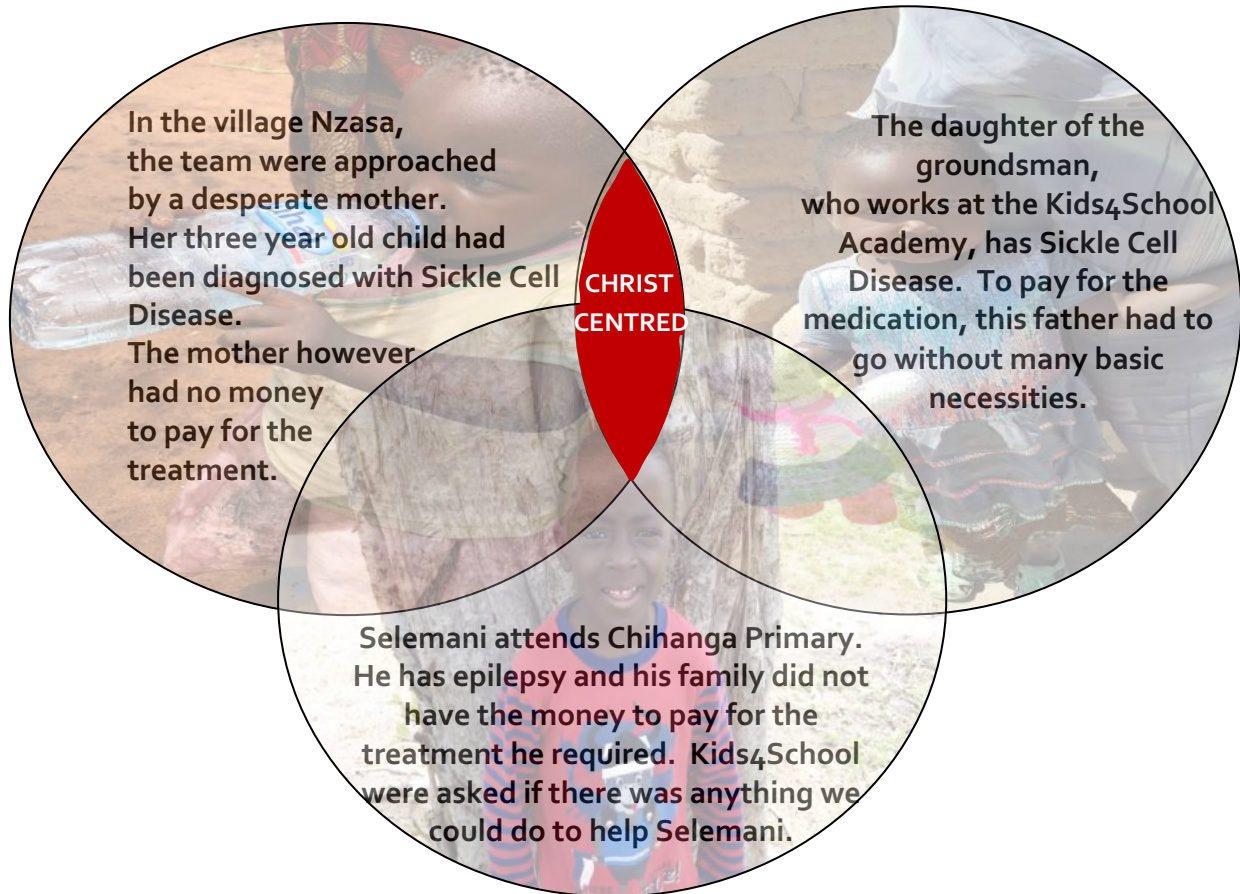 In the village Nzasa,
the team were approached
by a desperate mother.
Her three year old child had
been diagnosed with Sickle Cell
Disease.
The mother however
had no money
to pay for the
treatment.
CHRIST
CENTRED
The daughter of the
groundsman,
who works at the Kids4School
Academy, has Sickle Cell
Disease.  To pay for the
medication, this father had to
go without many basic
necessities.
Selemani attends Chihanga Primary.
He has epilepsy and his family did not
have the money to pay for the
treatment he required.  Kids4School
were asked if there was anything we
could do to help Selemani.